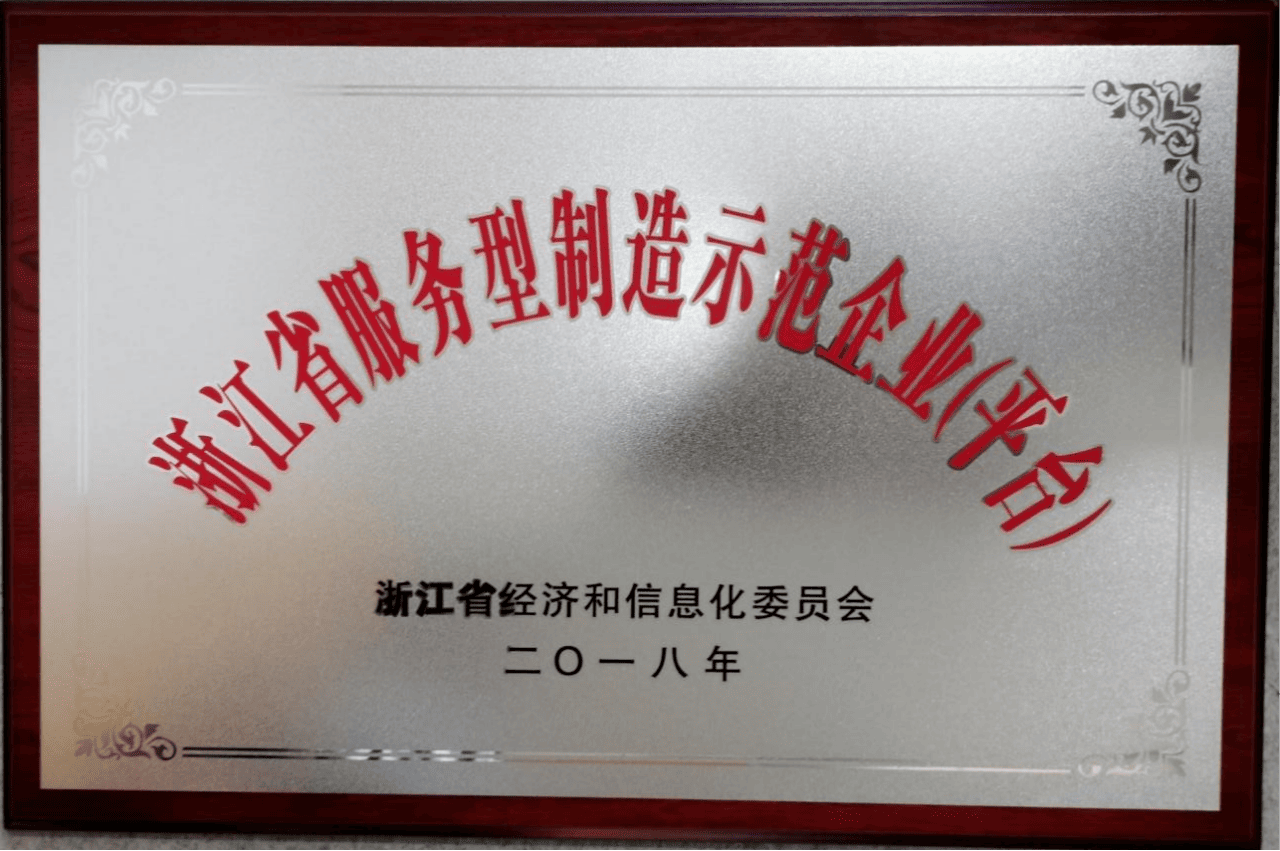 浙江省服务型制造示范企业(平台)
浙江省经济和信息化委员会
二〇一八年